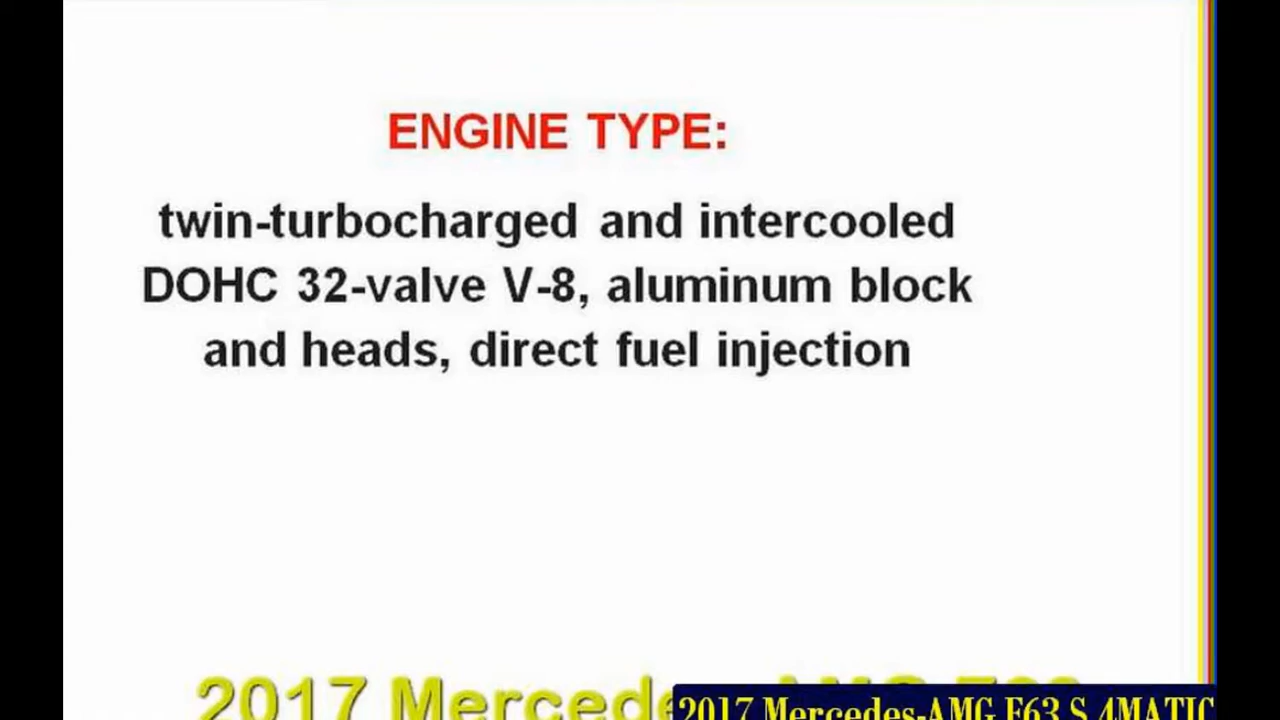 ENGINE TYPE:
twin-turbocharged and intercooled
DOHC 32-valve V-8, aluminum block
and heads, direct fuel injection
2017
2017 Mercedes-AMG E63 S 4MATIC